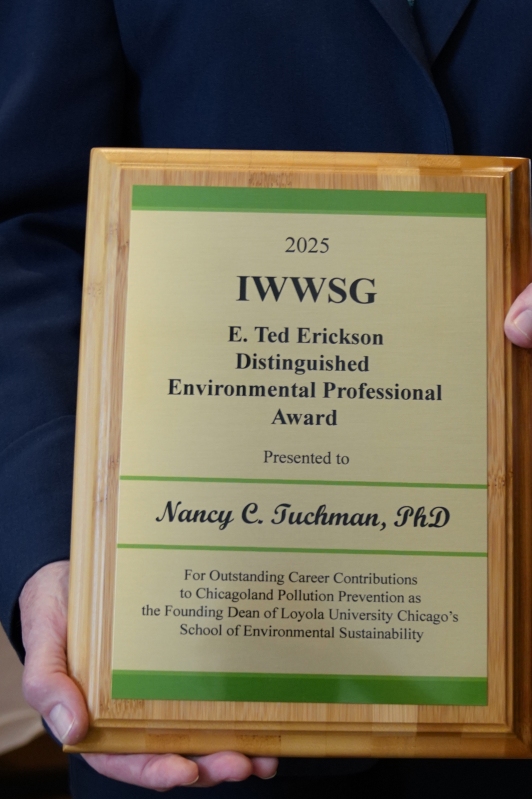 2025
IWWSG
E. Ted Erickson
Distinguished
Environmental Professional
Award
Presented to
Nancy C. Tuchman, PhD
For Outstanding Career Contributions
to Chicagoland Pollution Prevention as
the Founding Dean of Loyola University Chicago's
School of Environmental Sustainability